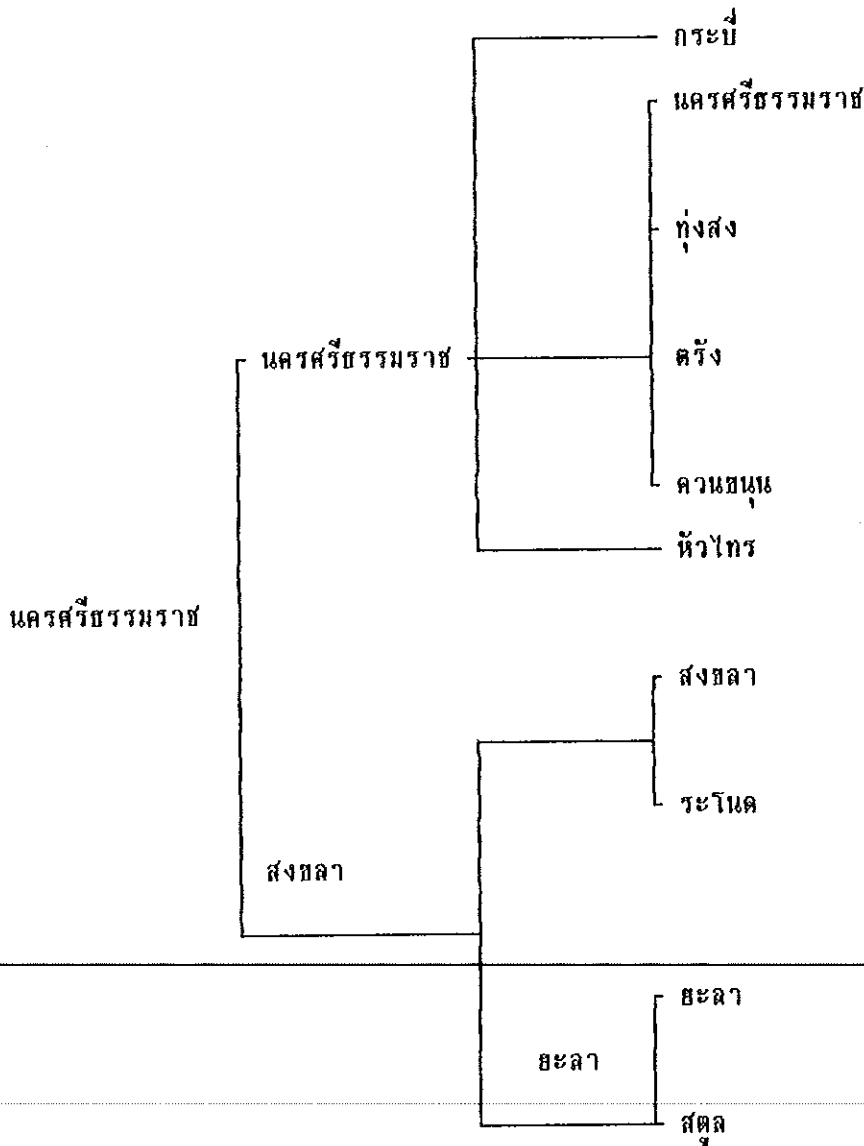 กระบี่
นครศรีธรรมราช
ทุ่งสง
นครศรีธรรมราช
ตรัง
ควนขนุน
หัวไทร
นครศรีธรรมราช
สงขลา
ระโนด
สงขลา
ยะลา
ยะลา
สตูล